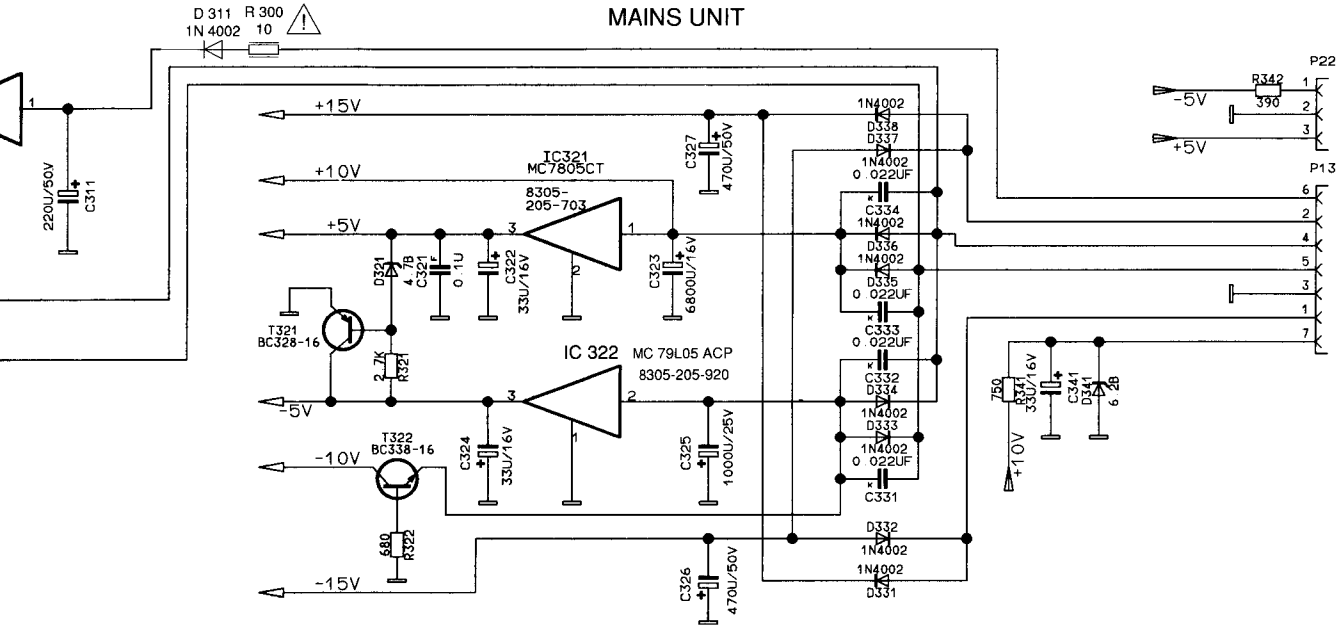 MAINS UNIT
D 311 R 300
1N 4002 10
!
1
220U/50V
C311
+15V
+10V
+5V
-5V
-10V
-15V
IC321
MC7805CT
8305-
205-703
3
1
2
D321
4.7B
C321
0.1U
C322
33U/16V
C323
6800U/16V
C327
470U/50V
T321
BC328-16
2.7K
R321
IC 322 MC 79L05 ACP
8305-205-920
3
2
1
C324
33U/16V
C325
1000U/25V
T322
BC338-16
680
R322
C326
470U/50V
1N4002
D338
D337
1N4002
0.022UF
C334
1N4002
D336
1N4002
D335
0.022UF
C333
0.022UF
C332
D334
1N4002
D333
1N4002
0.022UF
C331
D332
1N4002
1N4002
D331
P22
-5V
R342
390
1
2
+5V
3
P13
6
2
4
5
3
1
7
750
R341
33U/16V
C341
D341
6.2B
+10V